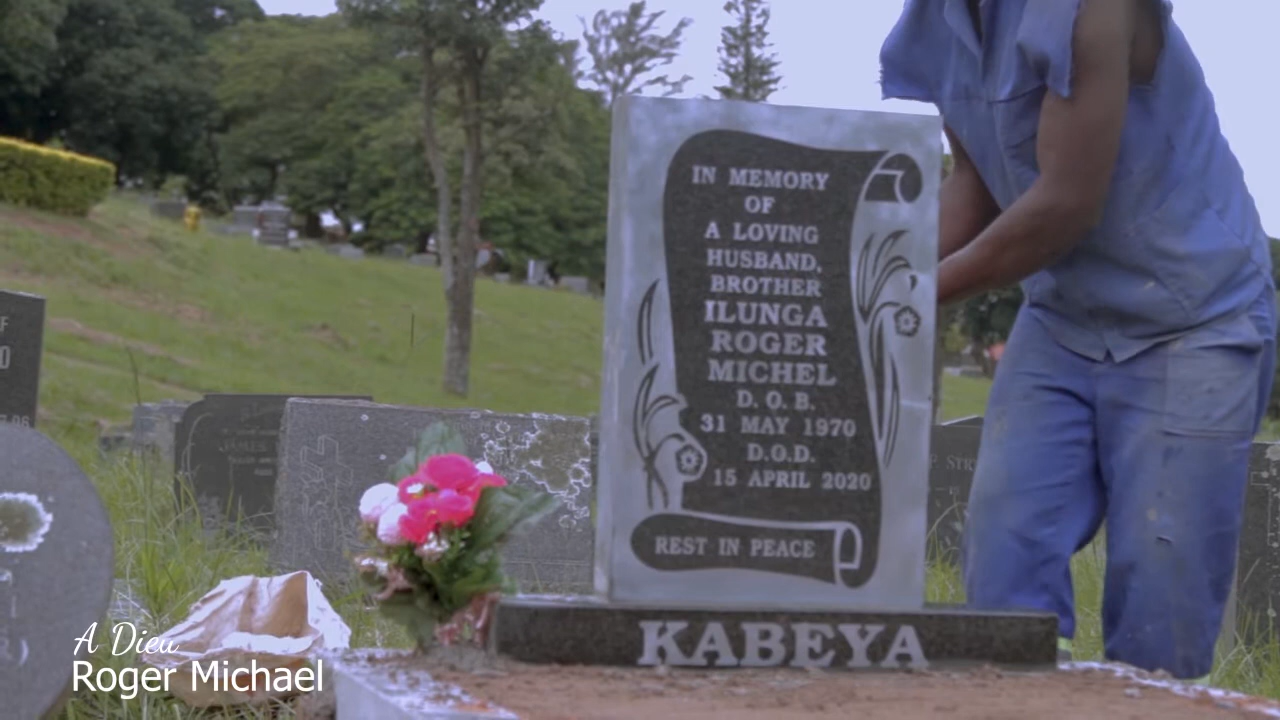 IN MEMORY
OF
A LOVING
HUSBAND,
BROTHER
ILUNGA
ROGER
MICHEL
D. O. B.
31 MAY 1970
D.O.D.
15 APRIL 2020
REST IN PEACE
KABEYA
A Dieu
Roger Michael